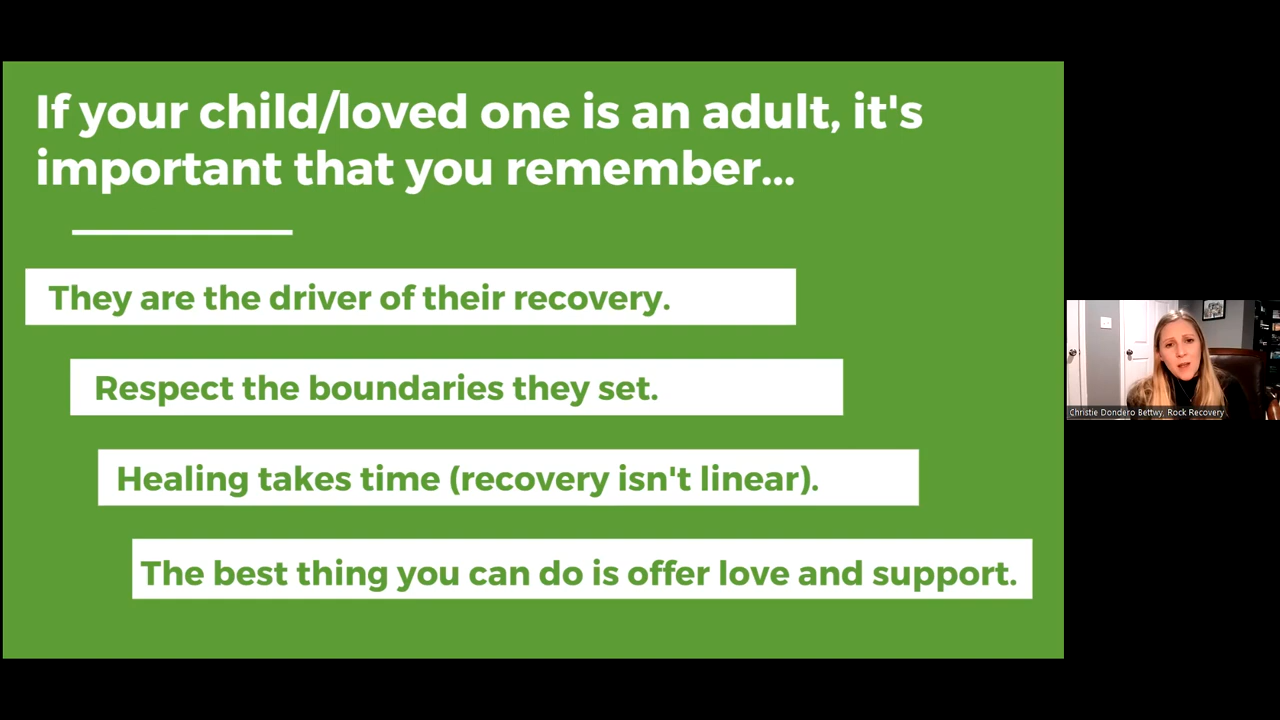 If your child/loved one is an adult, it's
important that you remember...
They are the driver of their recovery.
Respect the boundaries they set.
Healing takes time (recovery isn't linear).
The best thing you can do is offer love and support.
Christie Dondero Bettwy, Rock Recovery